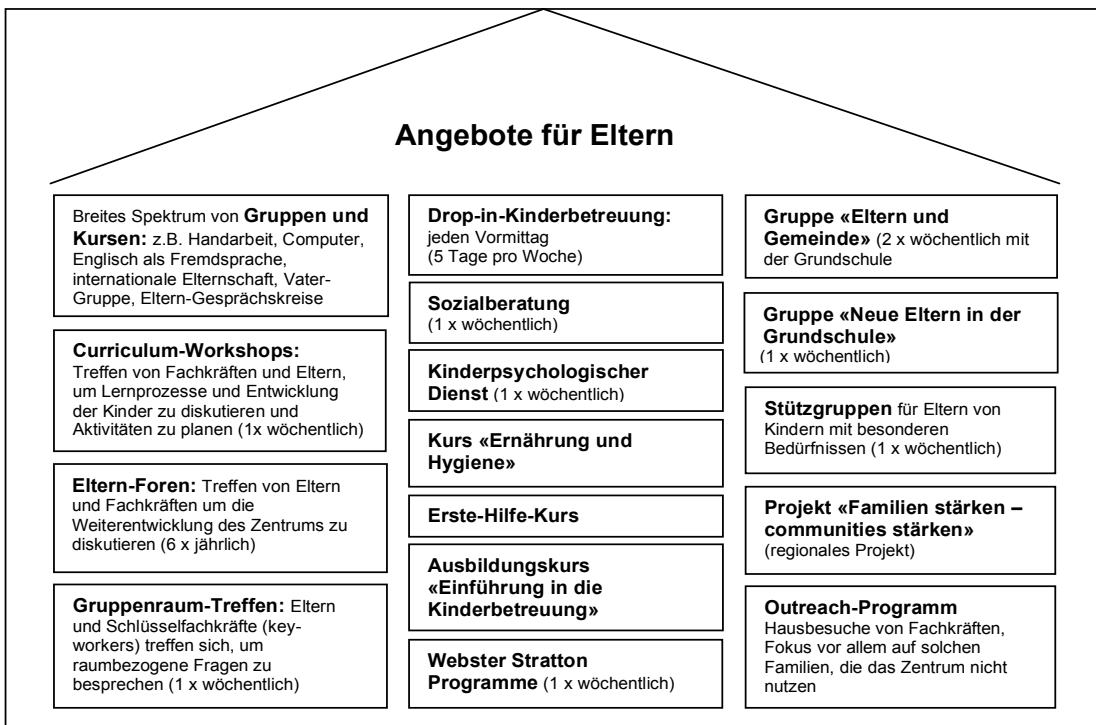 Angebote für Eltern
Breites Spektrum von Gruppen und
Kursen: z.B. Handarbeit, Computer,
Englisch als Fremdsprache,
internationale Elternschaft, Vater-
Gruppe, Eltern-Gesprächskreise
Curriculum-Workshops:
Treffen von Fachkräften und Eltern,
um Lernprozesse und Entwicklung
der Kinder zu diskutieren und
Aktivitäten zu planen (1x wöchentlich)
Eltern-Foren: Treffen von Eltern
und Fachkräften um die
Weiterentwicklung des Zentrums zu
diskutieren (6 x jährlich)
Gruppenraum-Treffen: Eltern
und Schlüsselfachkräfte (key-
workers) treffen sich, um
raumbezogene Fragen zu
besprechen (1 x wöchentlich)
Drop-in-Kinderbetreuung:
jeden Vormittag
(5 Tage pro Woche)
Sozialberatung
(1 x wöchentlich)
Kinderpsychologischer
Dienst (1 x wöchentlich)
Kurs «Ernährung und
Hygiene»
Erste-Hilfe-Kurs
Ausbildungskurs
«Einführung in die
Kinderbetreuung»
Webster Stratton
Programme (1 x wöchentlich)
Gruppe «Eltern und
Gemeinde» (2 x wöchentlich mit
der Grundschule
Gruppe «Neue Eltern in der
Grundschule»
(1 x wöchentlich)
Stützgruppen für Eltern von
Kindern mit besonderen
Bedürfnissen (1 x wöchentlich)
Projekt «Familien stärken –
communities stärken»
(regionales Projekt)
Outreach-Programm
Hausbesuche von Fachkräften,
Fokus vor allem auf solchen
Familien, die das Zentrum nicht
nutzen